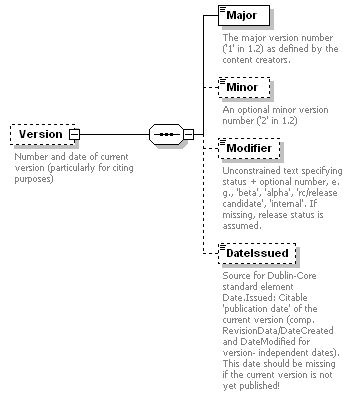 Major
The major version number
('1' in 1.2) as defined by the
content creators.
Minor
An optional minor version
number ('2' in 1.2)
Version
Number and date of current
version (particularly for citing
purposes)
Modifier
Unconstrained text specifying
status + optional number, e.
g., 'beta', 'alpha', 'rc/release
candidate', 'internal'. If
missing, release status is
assumed.
DateIssued
Source for Dublin-Core
standard element
Date.Issued: Citable
'publication date' of the
current version (comp.
RevisionData/DateCreated
and DateModified for
version- independent dates).
This date should be missing
if the current version is not
yet published!